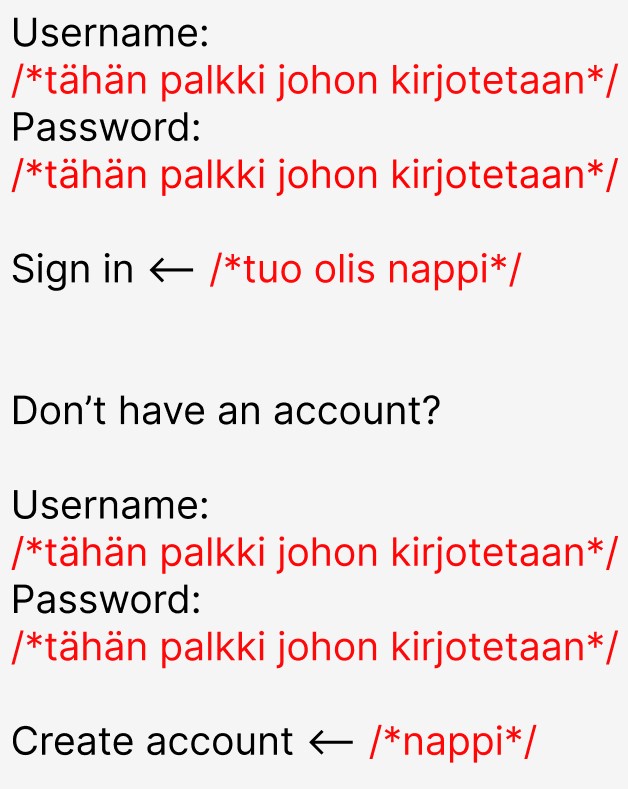 Username:
/*tähän palkki johon kirjotetaan*/
Password:
/*tähän palkki johon kirjotetaan*/
Sign in ← /*tuo olis nappi*/
Don’t have an account?
Username:
/*tähän palkki johon kirjotetaan*/
Password:
/*tähän palkki johon kirjotetaan*/
Create account ← /*nappi*/